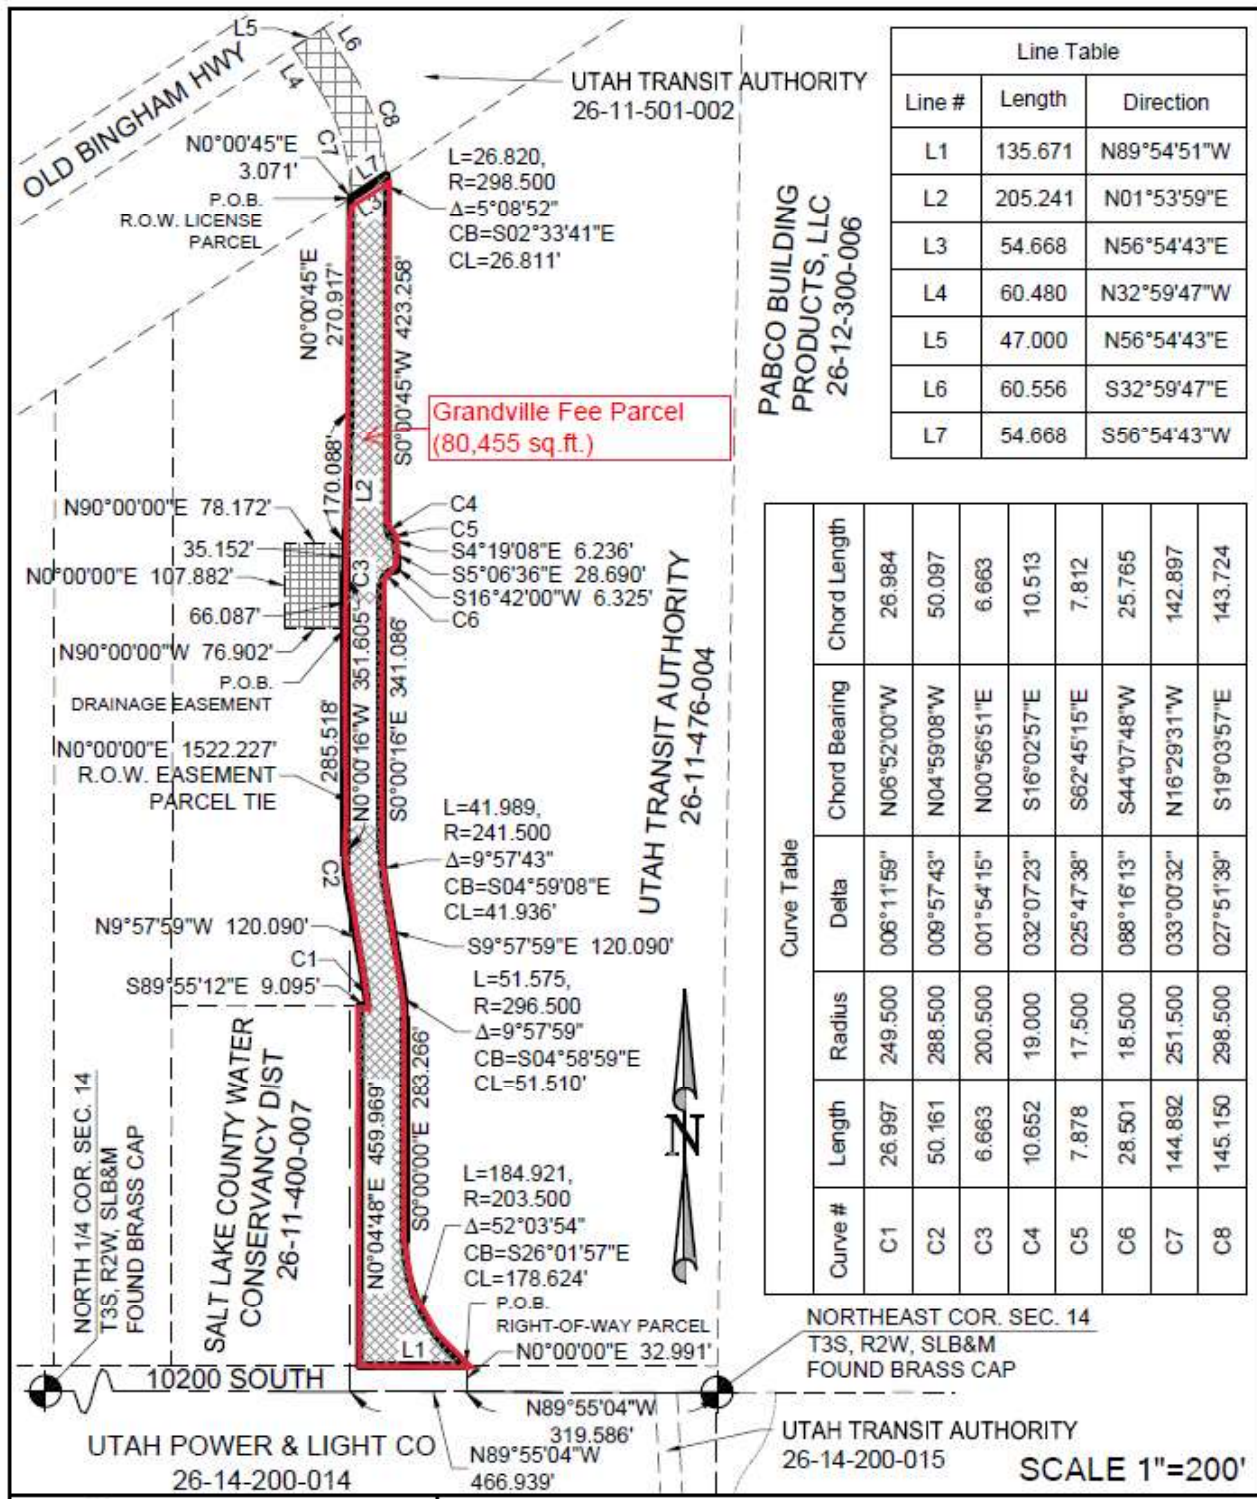 L5
L6
OLD BINGHAM HWY
L4
C8
C7
L7
L3
UTAH TRANSIT AUTHORITY
26-11-501-002
N0°00'45"E
3.071'
P.O.B.
R.O.W. LICENSE
PARCEL
L=26.820,
R=298.500
Δ=5°08'52"
CB=S02°33'41"E
CL=26.811'
N0°00'45"E
270.917'
S0°00'45"W 423.258'
PABCO BUILDING
PRODUCTS, LLC
26-12-300-006
Grandville Fee Parcel
(80,455 sq.ft.)
170.088'
L2
N90°00'00"E 78.172'
35.152'
N0°00'00"E 107.882'
66.087'
N90°00'00"W 76.902'
P.O.B.
DRAINAGE EASEMENT
C4
C5
S4°19'08"E 6.236'
S5°06'36"E 28.690'
S16°42'00"W 6.325'
C6
C3
N0°00'16"W 351.605'
S0°00'16"E 341.086'
285.518'
N0°00'00"E 1522.227'
R.O.W. EASEMENT
PARCEL TIE
UTAH TRANSIT AUTHORITY
26-11-476-004
L=41.989,
R=241.500
Δ=9°57'43"
CB=S04°59'08"E
CL=41.936'
C2
N9°57'59"W 120.090'
S9°57'59"E 120.090'
C1
S89°55'12"E 9.095'
L=51.575,
R=296.500
Δ=9°57'59"
CB=S04°58'59"E
CL=51.510'
NORTH 1/4 COR. SEC. 14
T3S, R2W, SLB&M
FOUND BRASS CAP
SALT LAKE COUNTY WATER
CONSERVANCY DIST
26-11-400-007
N0°04'48"E 459.969'
S0°00'00"E 283.266'
N
L=184.921,
R=203.500
Δ=52°03'54"
CB=S26°01'57"E
CL=178.624'
P.O.B.
RIGHT-OF-WAY PARCEL
N0°00'00"E 32.991'
L1
10200 SOUTH
N89°55'04"W
319.586'
N89°55'04"W
466.939'
UTAH POWER & LIGHT CO
26-14-200-014
NORTHEAST COR. SEC. 14
T3S, R2W, SLB&M
FOUND BRASS CAP
UTAH TRANSIT AUTHORITY
26-14-200-015
SCALE 1"=200'
Line Table
Line # Length Direction
L1 135.671 N89°54'51"W
L2 205.241 N01°53'59"E
L3 54.668 N56°54'43"E
L4 60.480 N32°59'47"W
L5 47.000 N56°54'43"E
L6 60.556 S32°59'47"E
L7 54.668 S56°54'43"W
Curve Table
Curve # Length Radius Delta Chord Bearing Chord Length
C1 26.997 249.500 006°11'59" N06°52'00"W 26.984
C2 50.161 288.500 009°57'43" N04°59'08"W 50.097
C3 6.663 200.500 001°54'15" N00°56'51"E 6.663
C4 10.652 19.000 032°07'23" S16°02'57"E 10.513
C5 7.878 17.500 025°47'38" S62°45'15"E 7.812
C6 28.501 18.500 088°16'13" S44°07'48"W 25.765
C7 144.892 251.500 033°00'32" N16°29'31"W 142.897
C8 145.150 298.500 027°51'39" S19°03'57"E 143.724